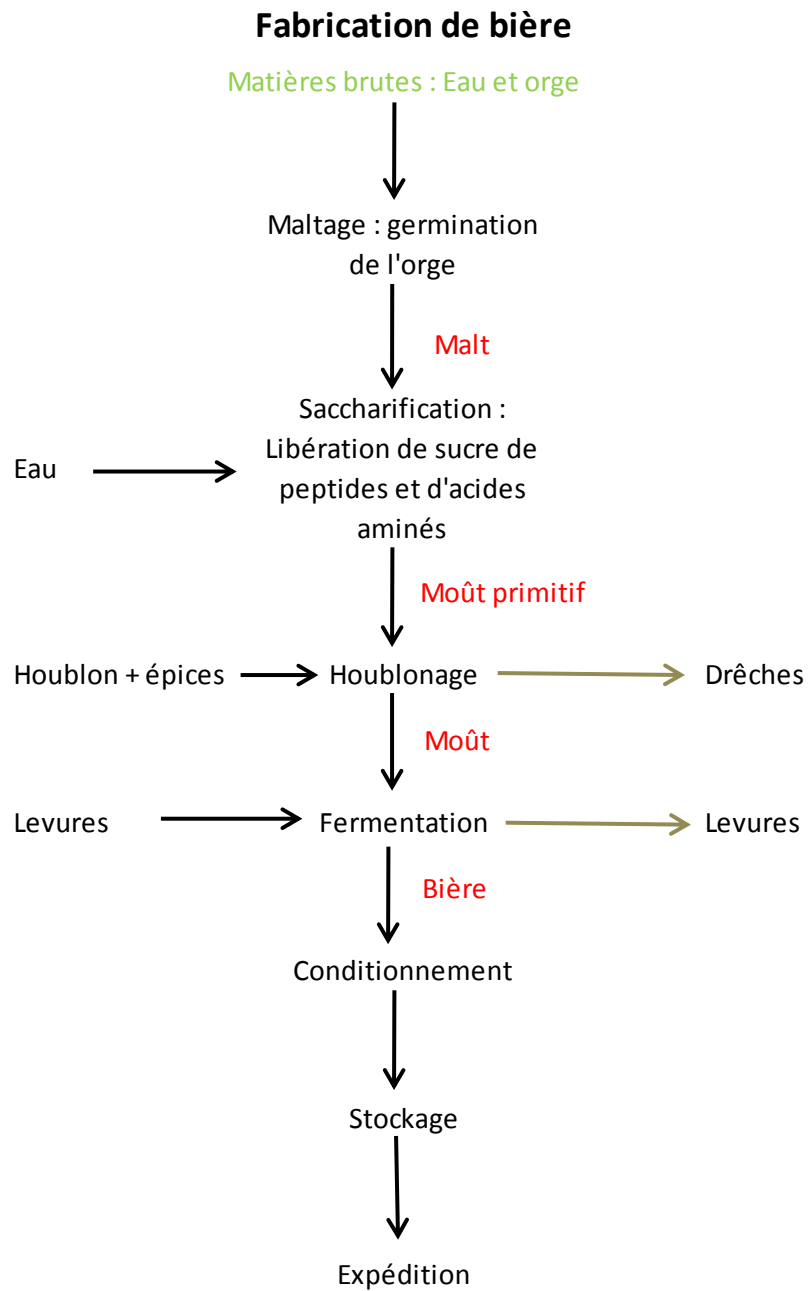 Fabrication de bière
Matières brutes : Eau et orge
Maltage : germination
de l'orge
Malt
Saccharification :
Libération de sucre de
peptides et d'acides
aminés
Eau
Moût primitif
Houblon + épices
Houblonage
Drêches
Moût
Levures
Fermentation
Levures
Bière
Conditionnement
Stockage
Expédition